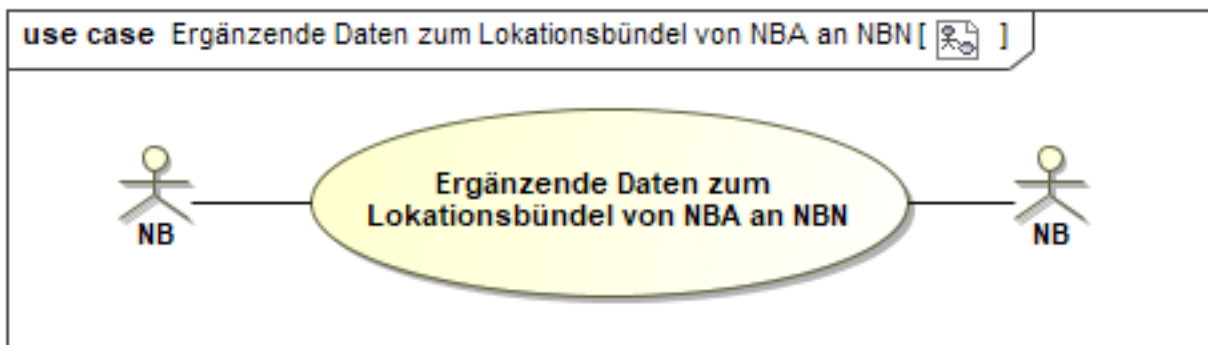 use case Ergänzende Daten zum Lokationsbündel von NBA an NBN [ ]
Ergänzende Daten zum
Lokationsbündel von NBA an NBN
NB
NB